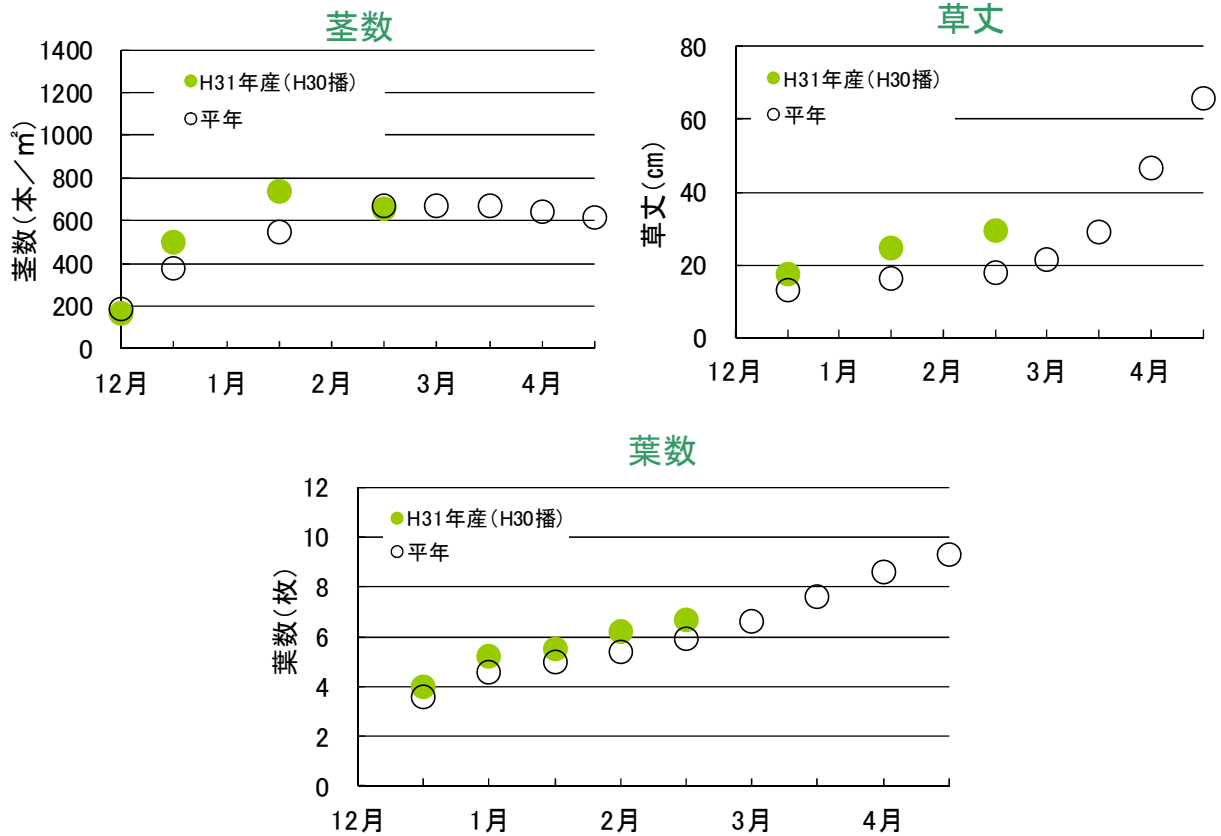 茎数
1400
1200
1000
800
600
400
200
0
茎数(本/㎡)
●H31年産(H30播)
○平年
12月 1月 2月 3月 4月
草丈
80
60
40
20
0
草丈(㎝)
●H31年産(H30播)
○平年
12月 1月 2月 3月 4月
葉数
12
10
8
6
4
2
0
葉数(枚)
●H31年産(H30播)
○平年
12月 1月 2月 3月 4月